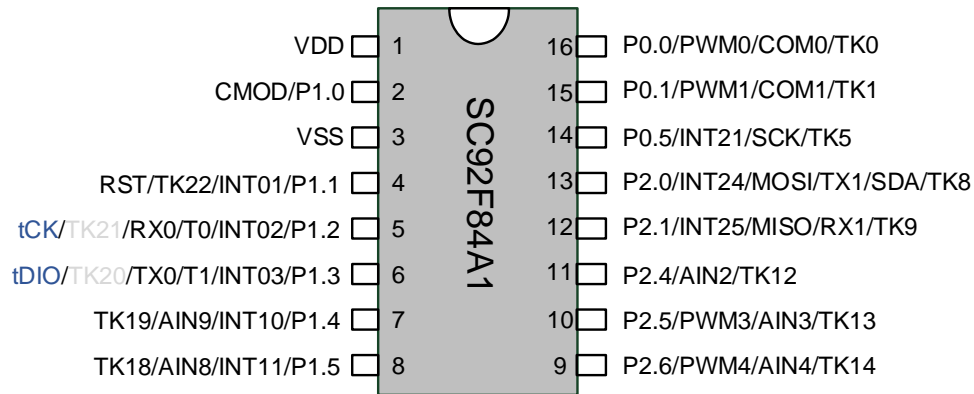 VDD 1 16 P0.0/PWM0/COM0/TK0
CMOD/P1.0 2 15 P0.1/PWM1/COM1/TK1
VSS 3 14 P0.5/INT21/SCK/TK5
RST/TK22/INT01/P1.1 4 13 P2.0/INT24/MOSI/TX1/SDA/TK8
tCK/TK21/RX0/T0/INT02/P1.2 5 12 P2.1/INT25/MISO/RX1/TK9
tDIO/TK20/TX0/T1/INT03/P1.3 6 11 P2.4/AIN2/TK12
TK19/AIN9/INT10/P1.4 7 10 P2.5/PWM3/AIN3/TK13
TK18/AIN8/INT11/P1.5 8 9 P2.6/PWM4/AIN4/TK14
SC92F84A1